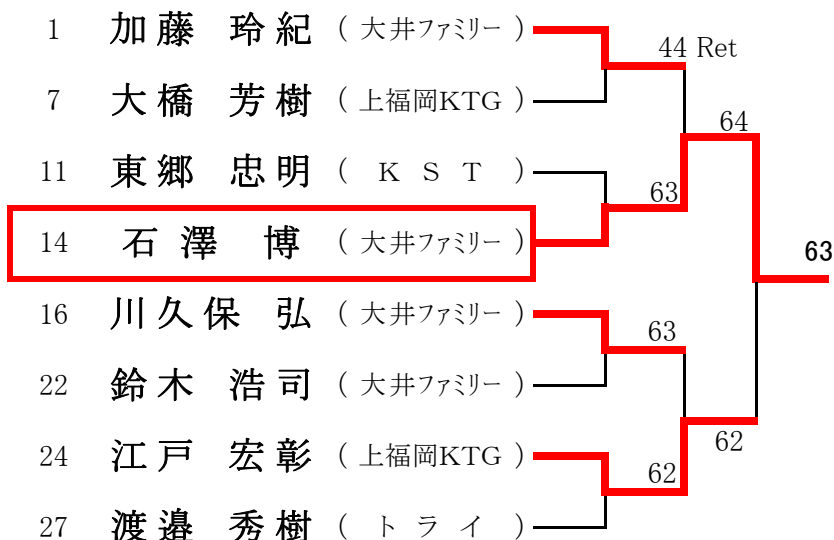 1 加藤 玲紀 ( 大井ファミリー ) 44 Ret
7 大橋 芳樹 ( 上福岡KTG ) 64
11 東郷 忠明 ( K S T ) 63
14 石澤 博 ( 大井ファミリー ) 63
16 川久保 弘 ( 大井ファミリー ) 63
22 鈴木 浩司 ( 大井ファミリー ) 62
24 江戸 宏彰 ( 上福岡KTG ) 62
27 渡邉 秀樹 ( トライ )